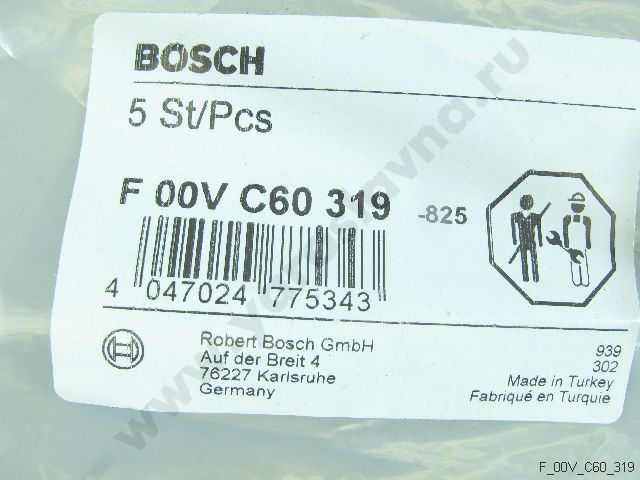 BOSCH
5 St/Pcs
F 00V C60 319 -825
4 047024 775343
Robert Bosch GmbH
Auf der Breit 4
76227 Karlsruhe
Germany
939
302
Made in Turkey
Fabriqué en Turquie
F_00V_C60_319